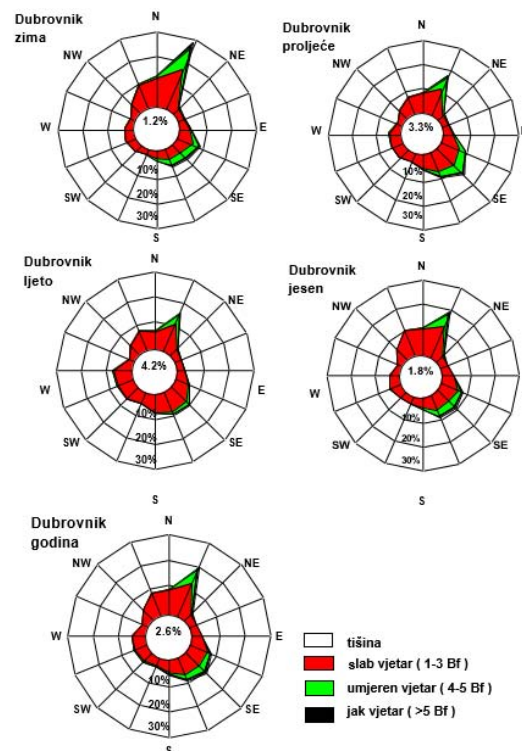 Dubrovnik
zima
N
NW
NE
W
1.2%
E
10%
20%
30%
SW
SE
S
Dubrovnik
proljeće
N
NW
NE
W
3.3%
10%
20%
30%
SW
SE
S
Dubrovnik
ljeto
N
NW
NE
W
4.2%
E
10%
20%
30%
SW
SE
S
Dubrovnik
jesen
N
NW
NE
W
1.8%
10%
20%
30%
SW
SE
S
Dubrovnik
godina
N
NW
NE
W
2.6%
E
10%
20%
30%
SW
SE
S
tišina
slab vjetar ( 1-3 Bf )
umjeren vjetar ( 4-5 Bf )
jak vjetar ( >5 Bf )